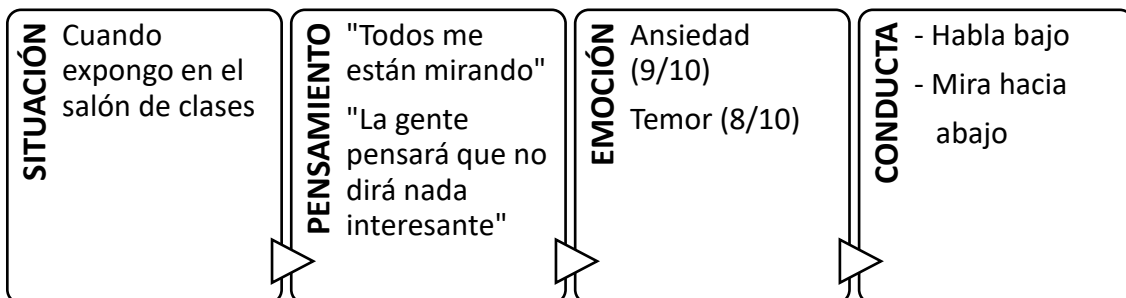 SITUACIÓN
Cuando
expongo en el
salón de clases
PENSAMIENTO
"Todos me
están mirando"
"La gente
pensará que no
dirá nada
interesante"
EMOCIÓN
Ansiedad
(9/10)
Temor (8/10)
CONDUCTA
- Habla bajo
- Mira hacia
abajo